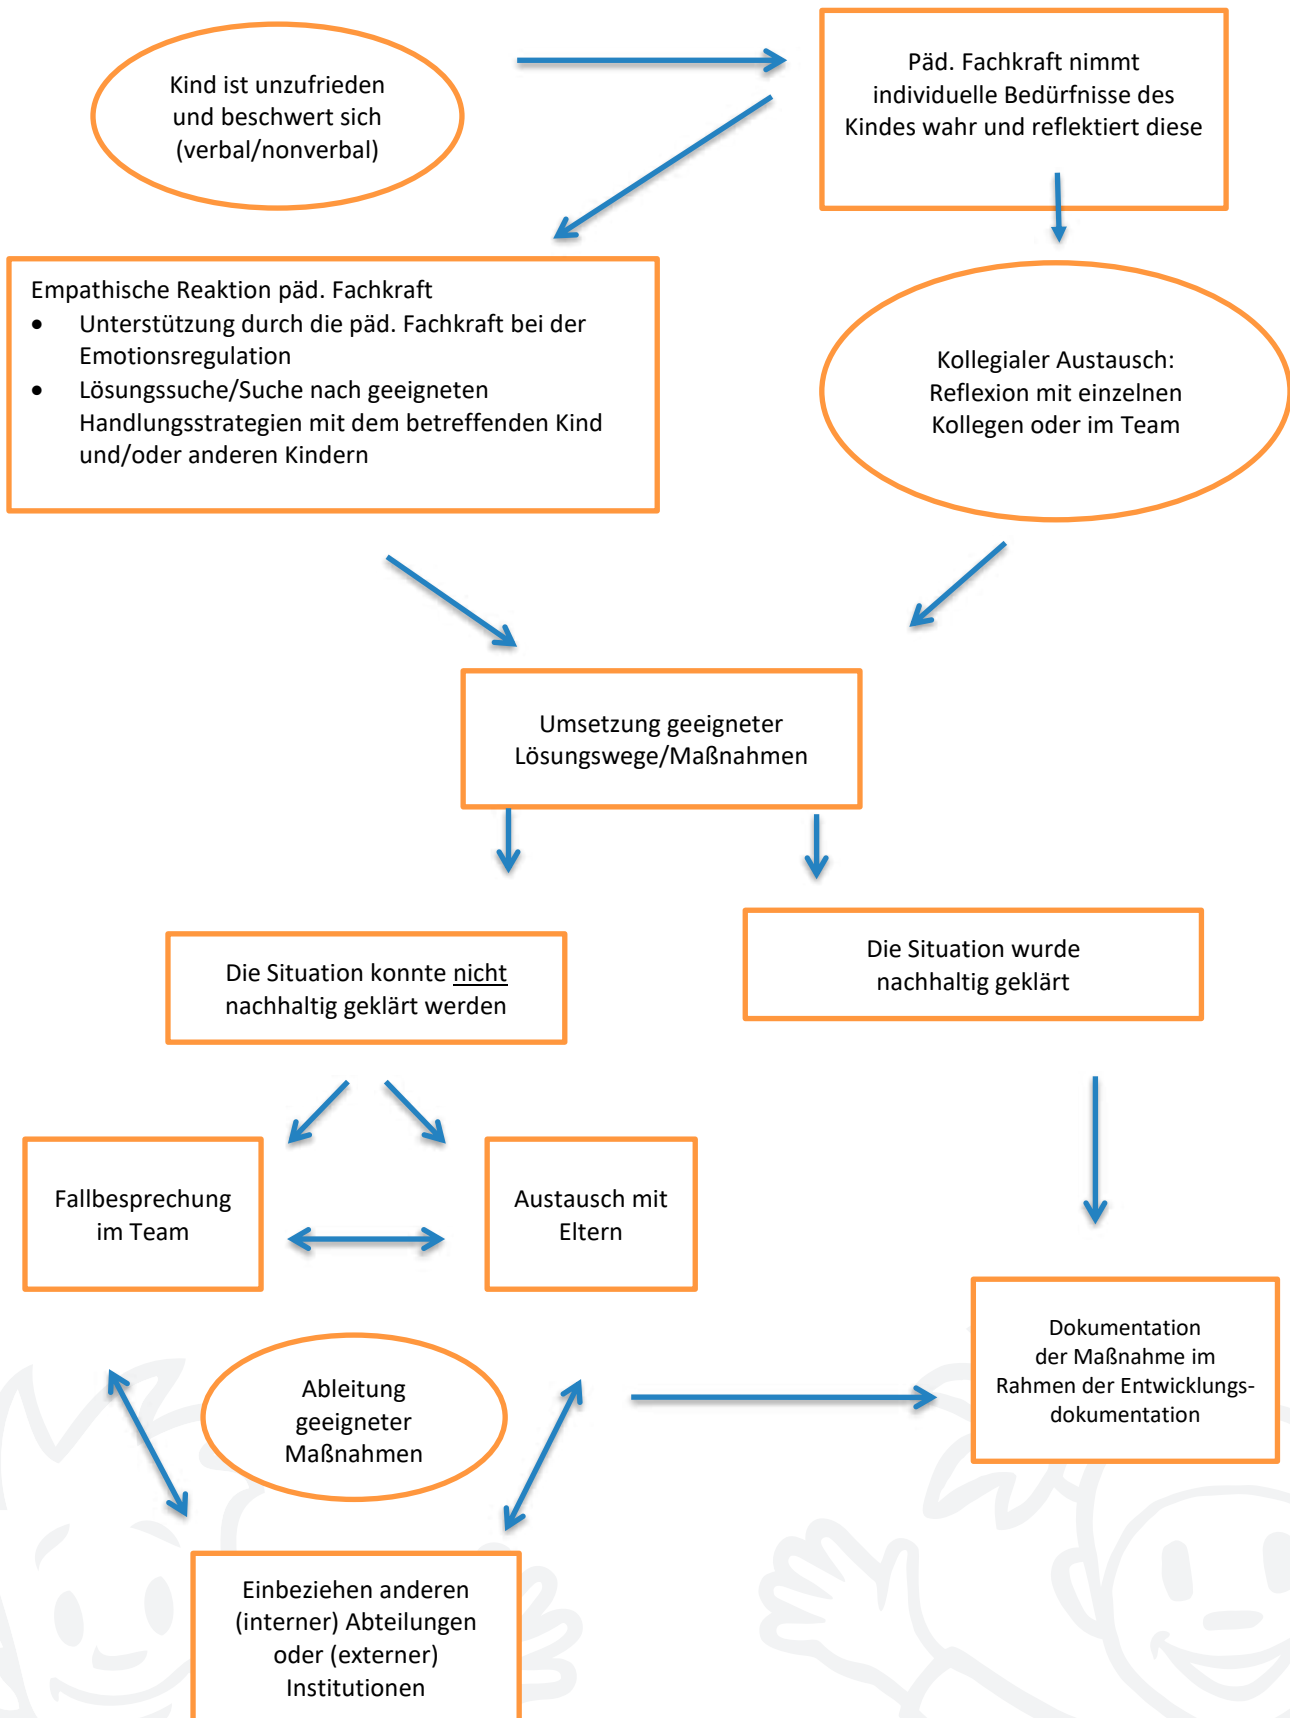 Kind ist unzufrieden
und beschwert sich
(verbal/nonverbal)
Päd. Fachkraft nimmt
individuelle Bedürfnisse des
Kindes wahr und reflektiert diese
Empathische Reaktion päd. Fachkraft
• Unterstützung durch die päd. Fachkraft bei der
Emotionsregulation
• Lösungssuche/Suche nach geeigneten
Handlungsstrategien mit dem betreffenden Kind
und/oder anderen Kindern
Kollegialer Austausch:
Reflexion mit einzelnen
Kollegen oder im Team
Umsetzung geeigneter
Lösungswege/Maßnahmen
Die Situation konnte nicht
nachhaltig geklärt werden
Die Situation wurde
nachhaltig geklärt
Fallbesprechung
im Team
Austausch mit
Eltern
Dokumentation
der Maßnahme im
Rahmen der Entwicklungs-
dokumentation
Ableitung
geeigneter
Maßnahmen
Einbeziehen anderen
(interner) Abteilungen
oder (externer)
Institutionen